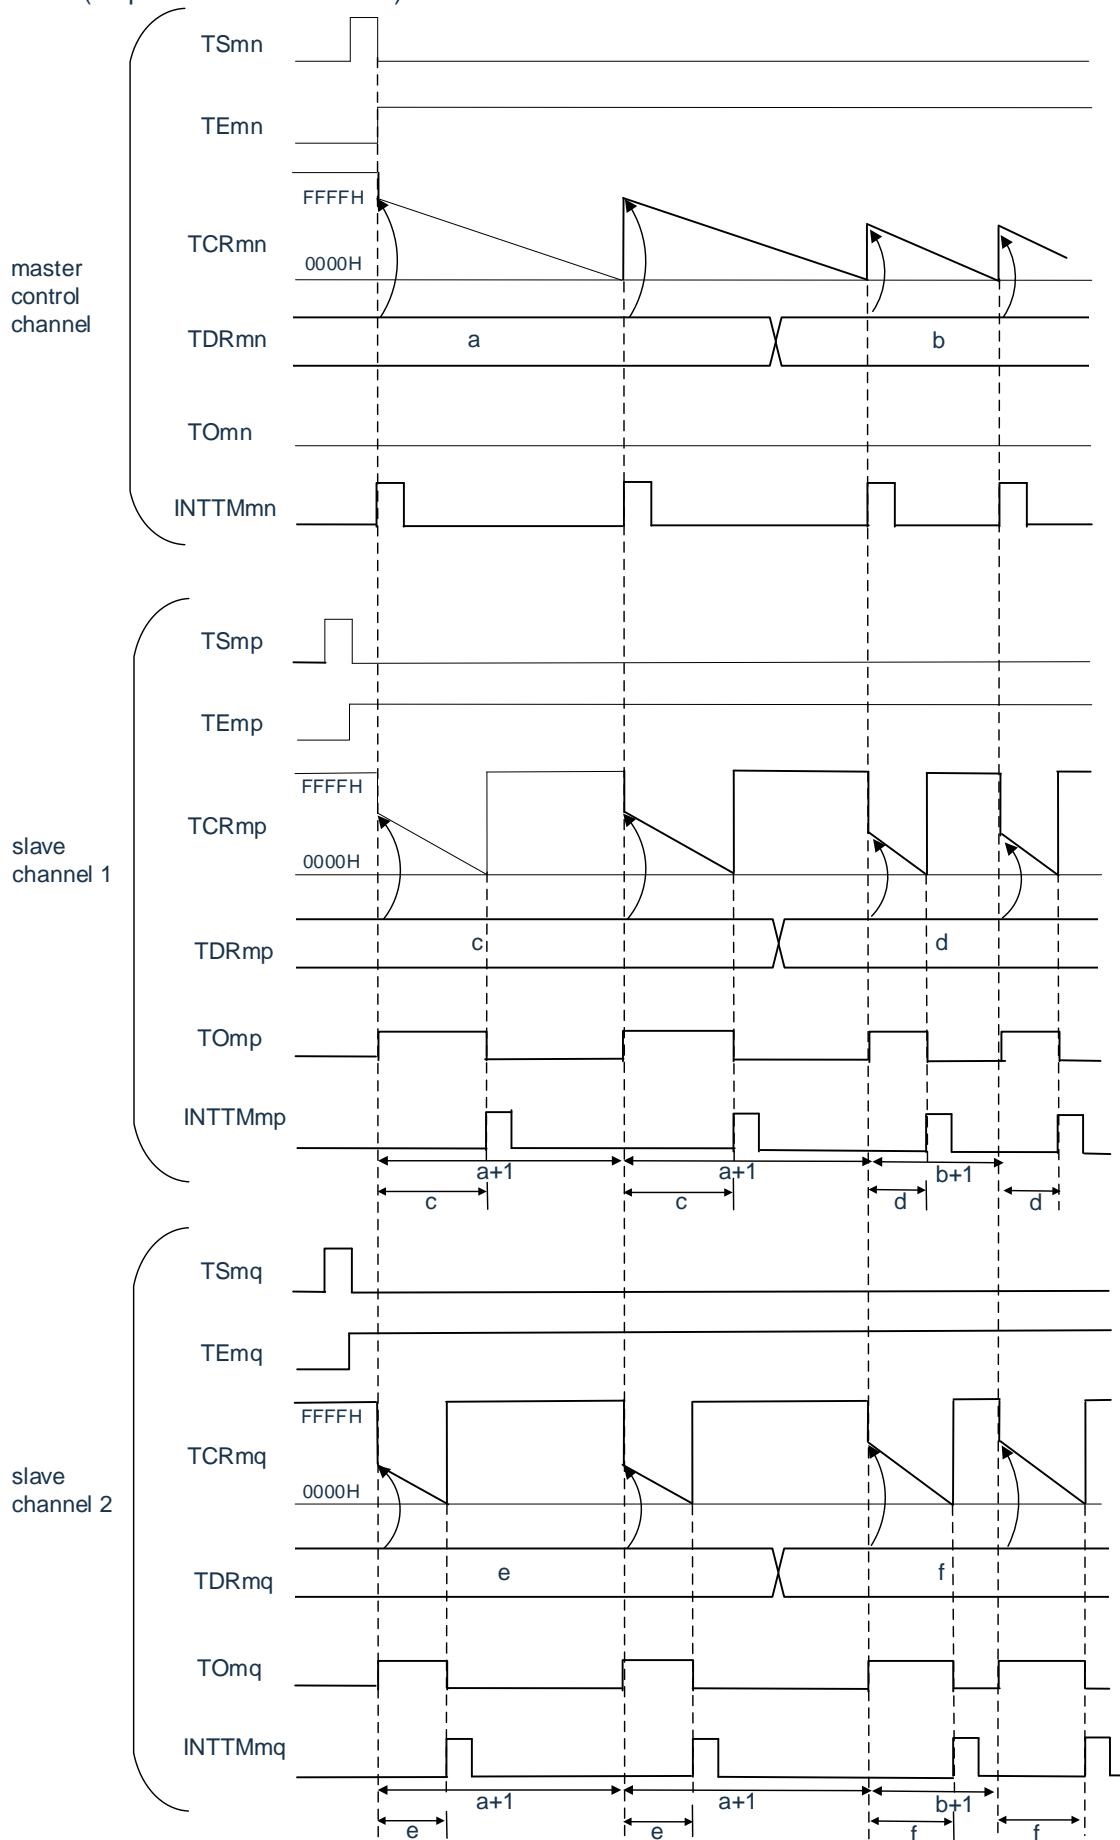 TSmn
TEmn
FFFFH
TCRmn
0000H
master
control
channel
TDRmn
a
b
TOmn
INTTMmn
TSmp
TEmp
FFFFH
TCRmp
0000H
slave
channel 1
TDRmp
c
d
TOmp
INTTMmp
a+1
a+1
b+1
c
c
d
d
TSmq
TEmq
FFFFH
TCRmq
0000H
slave
channel 2
TDRmq
e
f
TOmq
INTTMmq
a+1
a+1
b+1
e
e
f
f